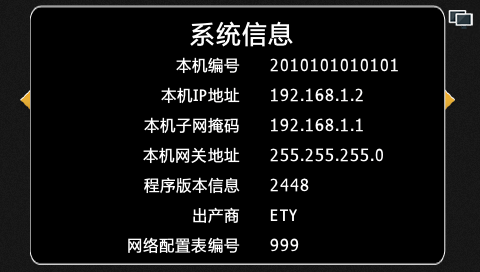 系统信息
本机编号 2010101010101
本机IP地址 192.168.1.2
本机子网掩码 192.168.1.1
本机网关地址 255.255.255.0
程序版本信息 2448
出产商 ETY
网络配置表编号 999